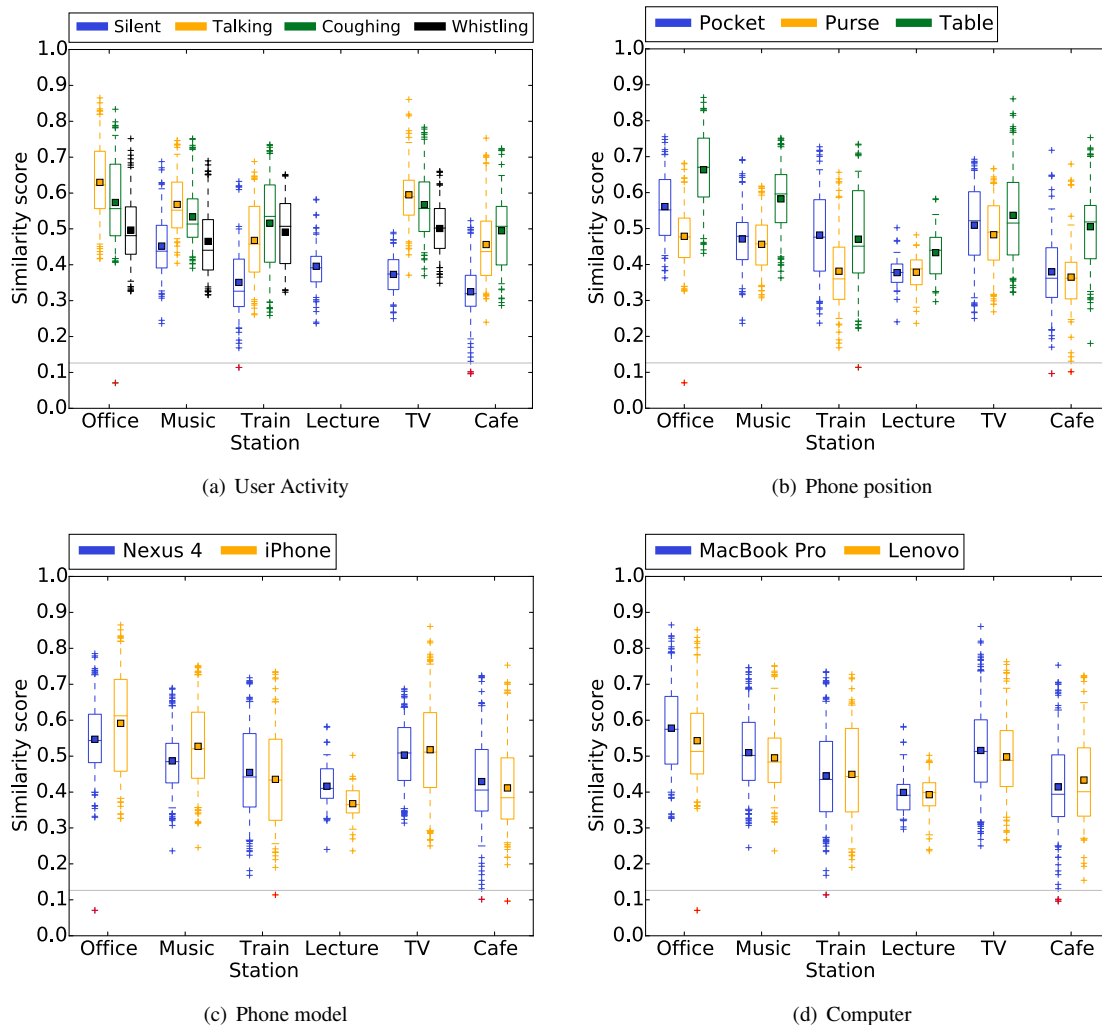 Silent Talking Coughing Whistling
1.0
0.9
0.8
0.7
0.6
0.5
0.4
0.3
0.2
0.1
0.0
Similarity score
Office Music Train Lecture TV Cafe
Station
(a) User Activity
Pocket Purse Table
1.0
0.9
0.8
0.7
0.6
0.5
0.4
0.3
0.2
0.1
0.0
Similarity score
Office Music Train Lecture TV Cafe
Station
(b) Phone position
Nexus 4 iPhone
1.0
0.9
0.8
0.7
0.6
0.5
0.4
0.3
0.2
0.1
0.0
Similarity score
Office Music Train Lecture TV Cafe
Station
(c) Phone model
MacBook Pro Lenovo
1.0
0.9
0.8
0.7
0.6
0.5
0.4
0.3
0.2
0.1
0.0
Similarity score
Office Music Train Lecture TV Cafe
Station
(d) Computer